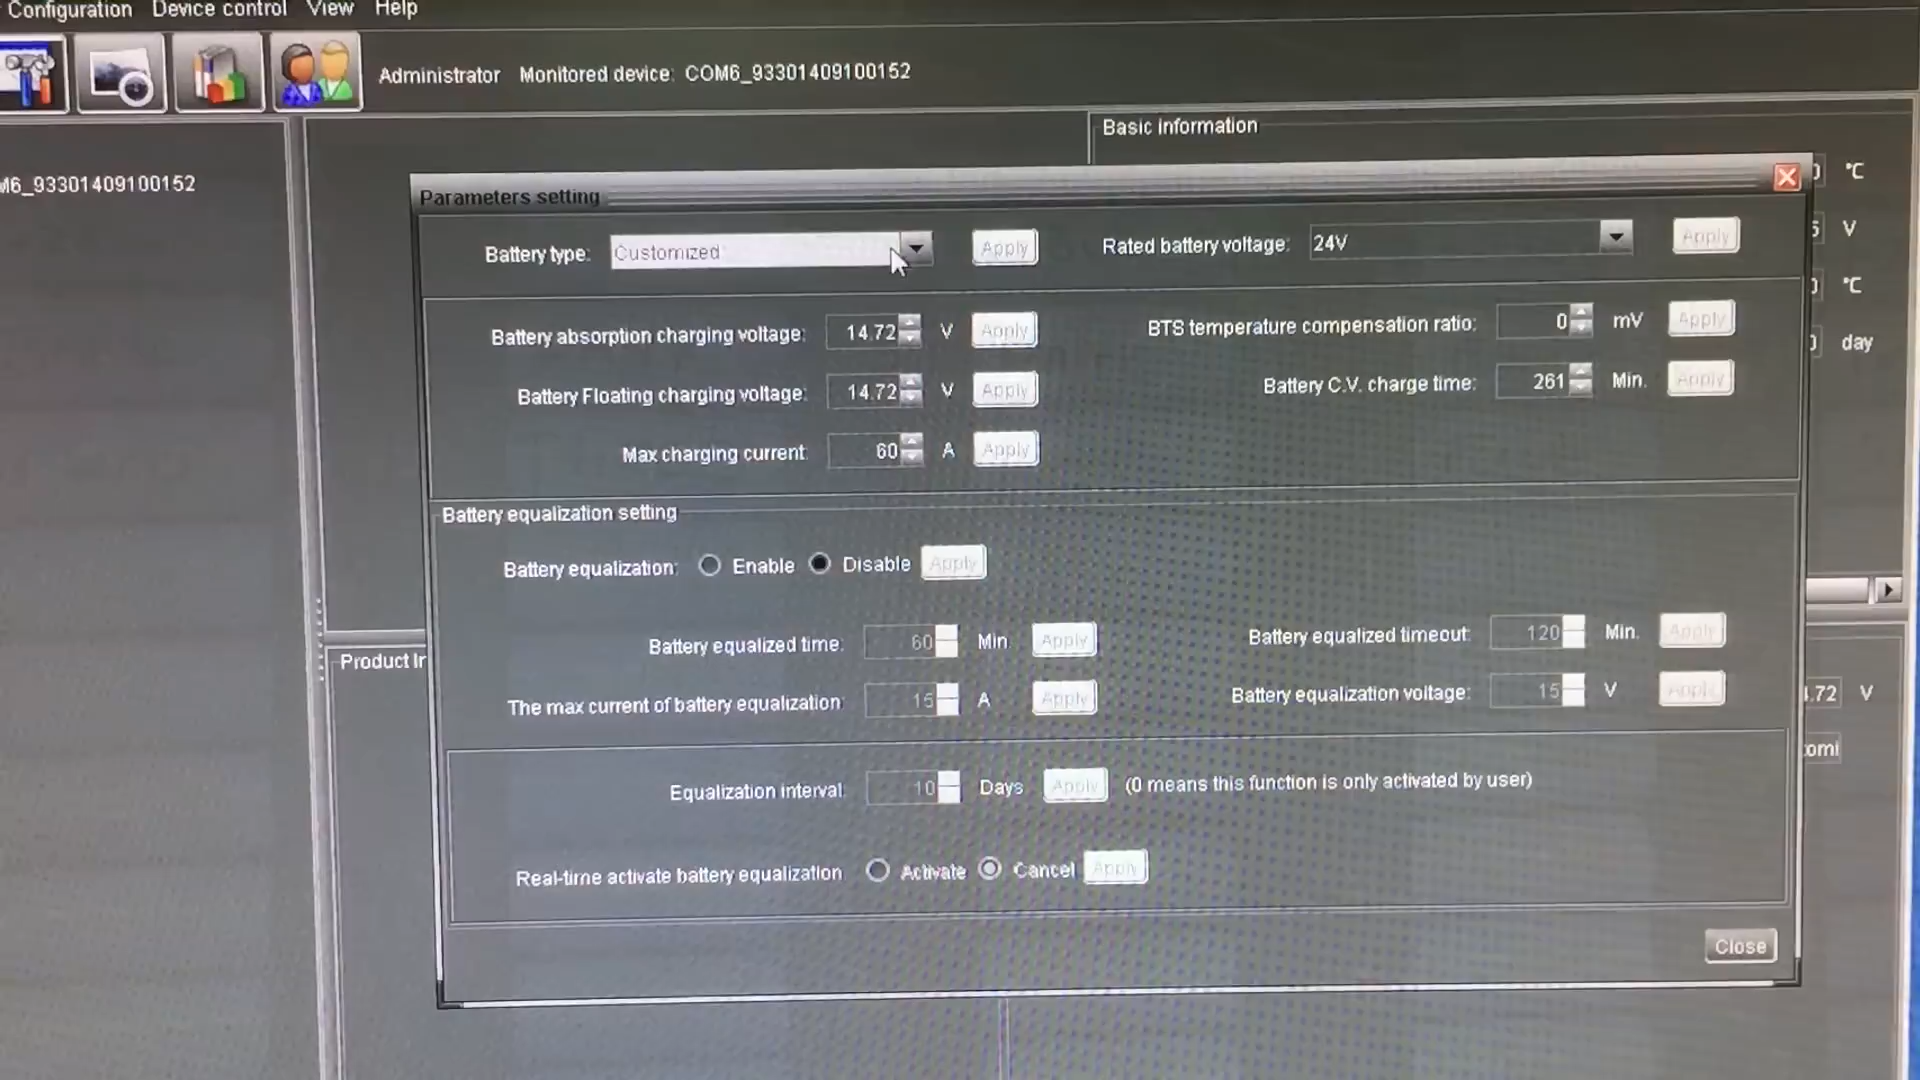 Configuration Device control View Help
Administrator Monitored device: COM6_93301409100152
Basic information
M6_93301409100152
°C
Parameters setting
Battery type: Customized Apply Rated battery voltage: 24V Apply
V
Battery absorption charging voltage: 14.72 V Apply BTS temperature compensation ratio: 0 mV Apply
°C
Battery Floating charging voltage: 14.72 V Apply Battery C.V. charge time: 261 Min. Apply
day
Max charging current: 60 A Apply
Battery equalization setting
Battery equalization: Enable Disable Apply
Battery equalized time: 60 Min. Apply Battery equalized timeout: 120 Min. Apply
Product In
The max current of battery equalization: 15 A Apply Battery equalization voltage: 15 V Apply
.72 V
tomi
Equalization interval: 10 Days Apply (0 means this function is only activated by user)
Real-time activate battery equalization Activate Cancel Apply
Close